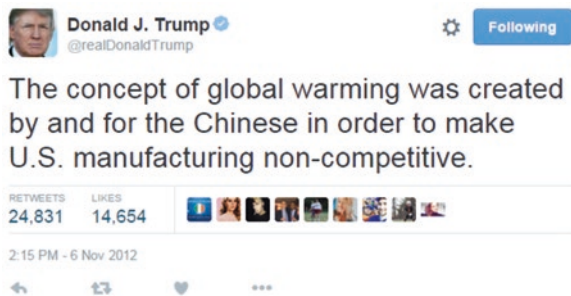 Donald J. Trump
@realDonaldTrump
Following
The concept of global warming was created
by and for the Chinese in order to make
U.S. manufacturing non-competitive.
RETWEETS LIKES
24,831 14,654
2:15 PM - 6 Nov 2012